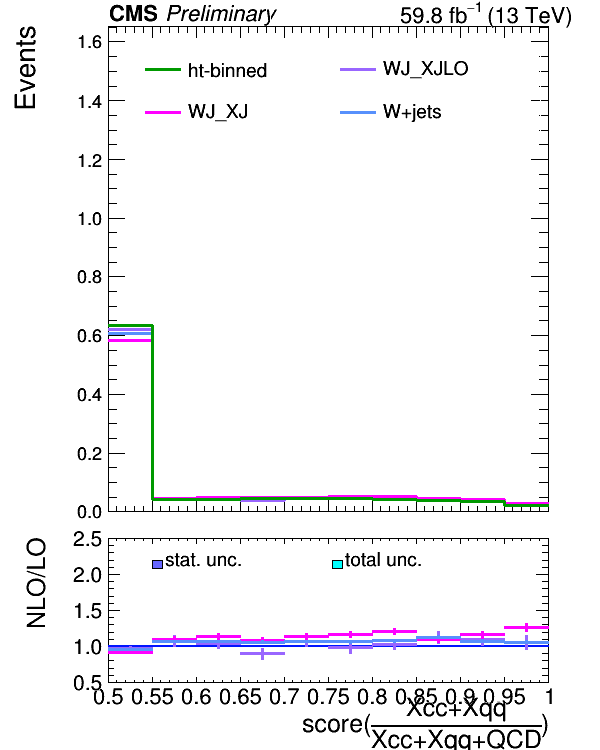 CMS Preliminary 59.8 fb⁻¹ (13 TeV)
Events
1.6
1.4
1.2
1.0
0.8
0.6
0.4
0.2
0.0
ht-binned WJ_XJLO
WJ_XJ W+jets
NLO/LO
2.5
2.0
1.5
1.0
0.5
stat. unc. total unc.
0.5 0.55 0.6 0.65 0.7 0.75 0.8 0.85 0.9 0.95 1
score(Xcc+Xqq/Xcc+Xqq+QCD)